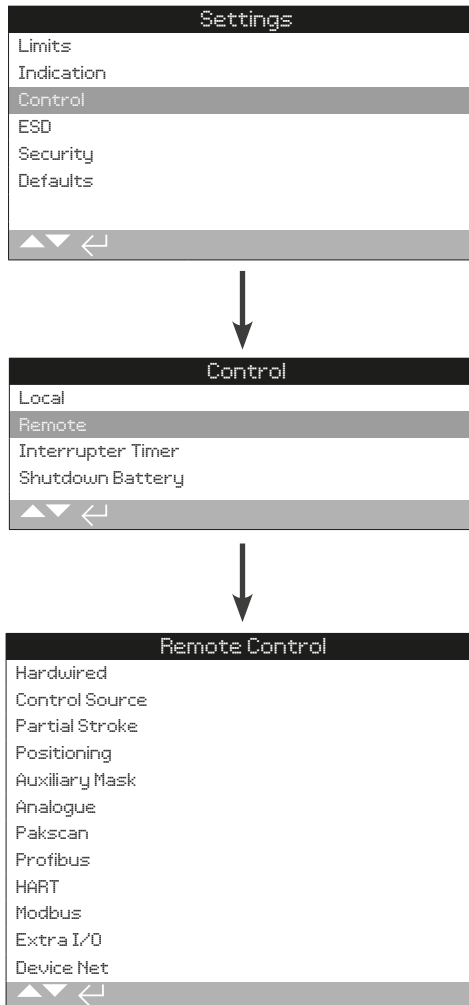 Settings
Limits
Indication
Control
ESD
Security
Defaults
Control
Local
Remote
Interrupter Timer
Shutdown Battery
Remote Control
Hardwired
Control Source
Partial Stroke
Positioning
Auxiliary Mask
Analogue
Pakscan
Profibus
HART
Modbus
Extra I/O
Device Net